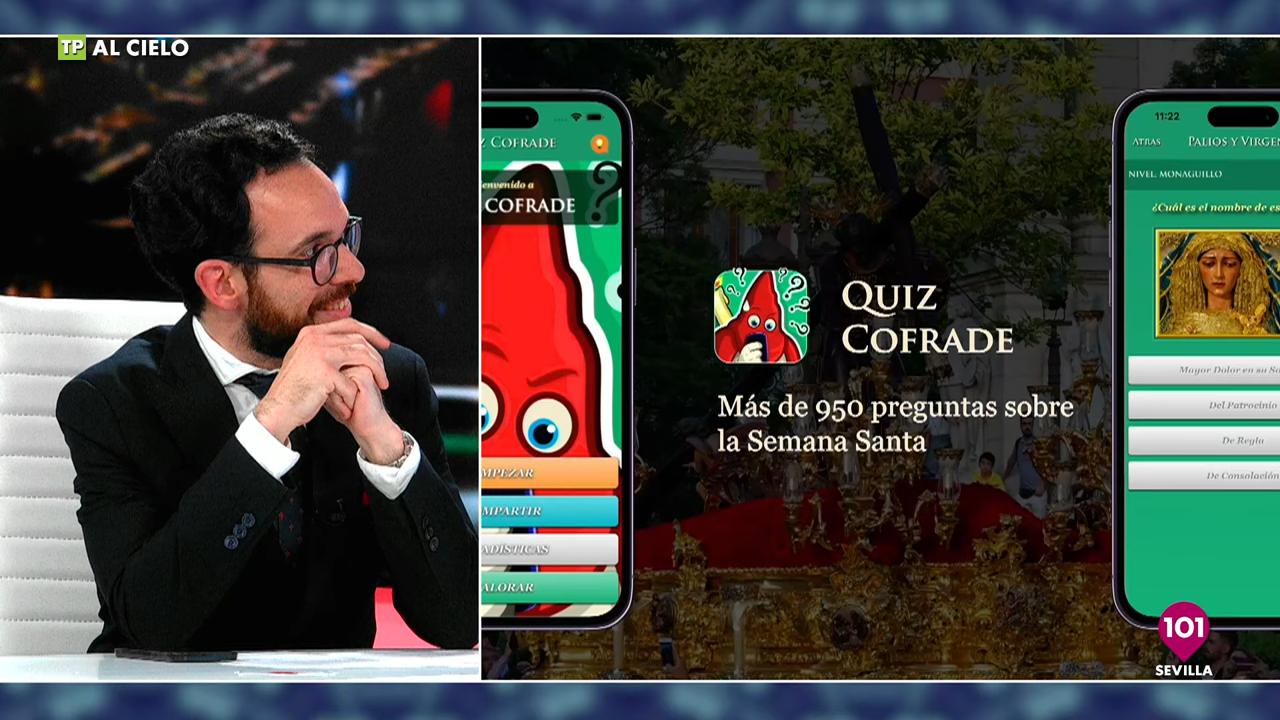 TP AL CIELO
Z COFRADE
envenido a
COFRADE
MPEZAR
MPARTIR
ADÍSTICAS
ALORAR
QUIZ
COFRADE
Más de 950 preguntas sobre
la Semana Santa
11:22
ATRAS PALIOS Y VIRGEN
NIVEL. MONAGUILLO
¿Cuál es el nombre de es
Mayor Dolor en su So
Del Patrocinio
De Regla
De Consolación
101
SEVILLA